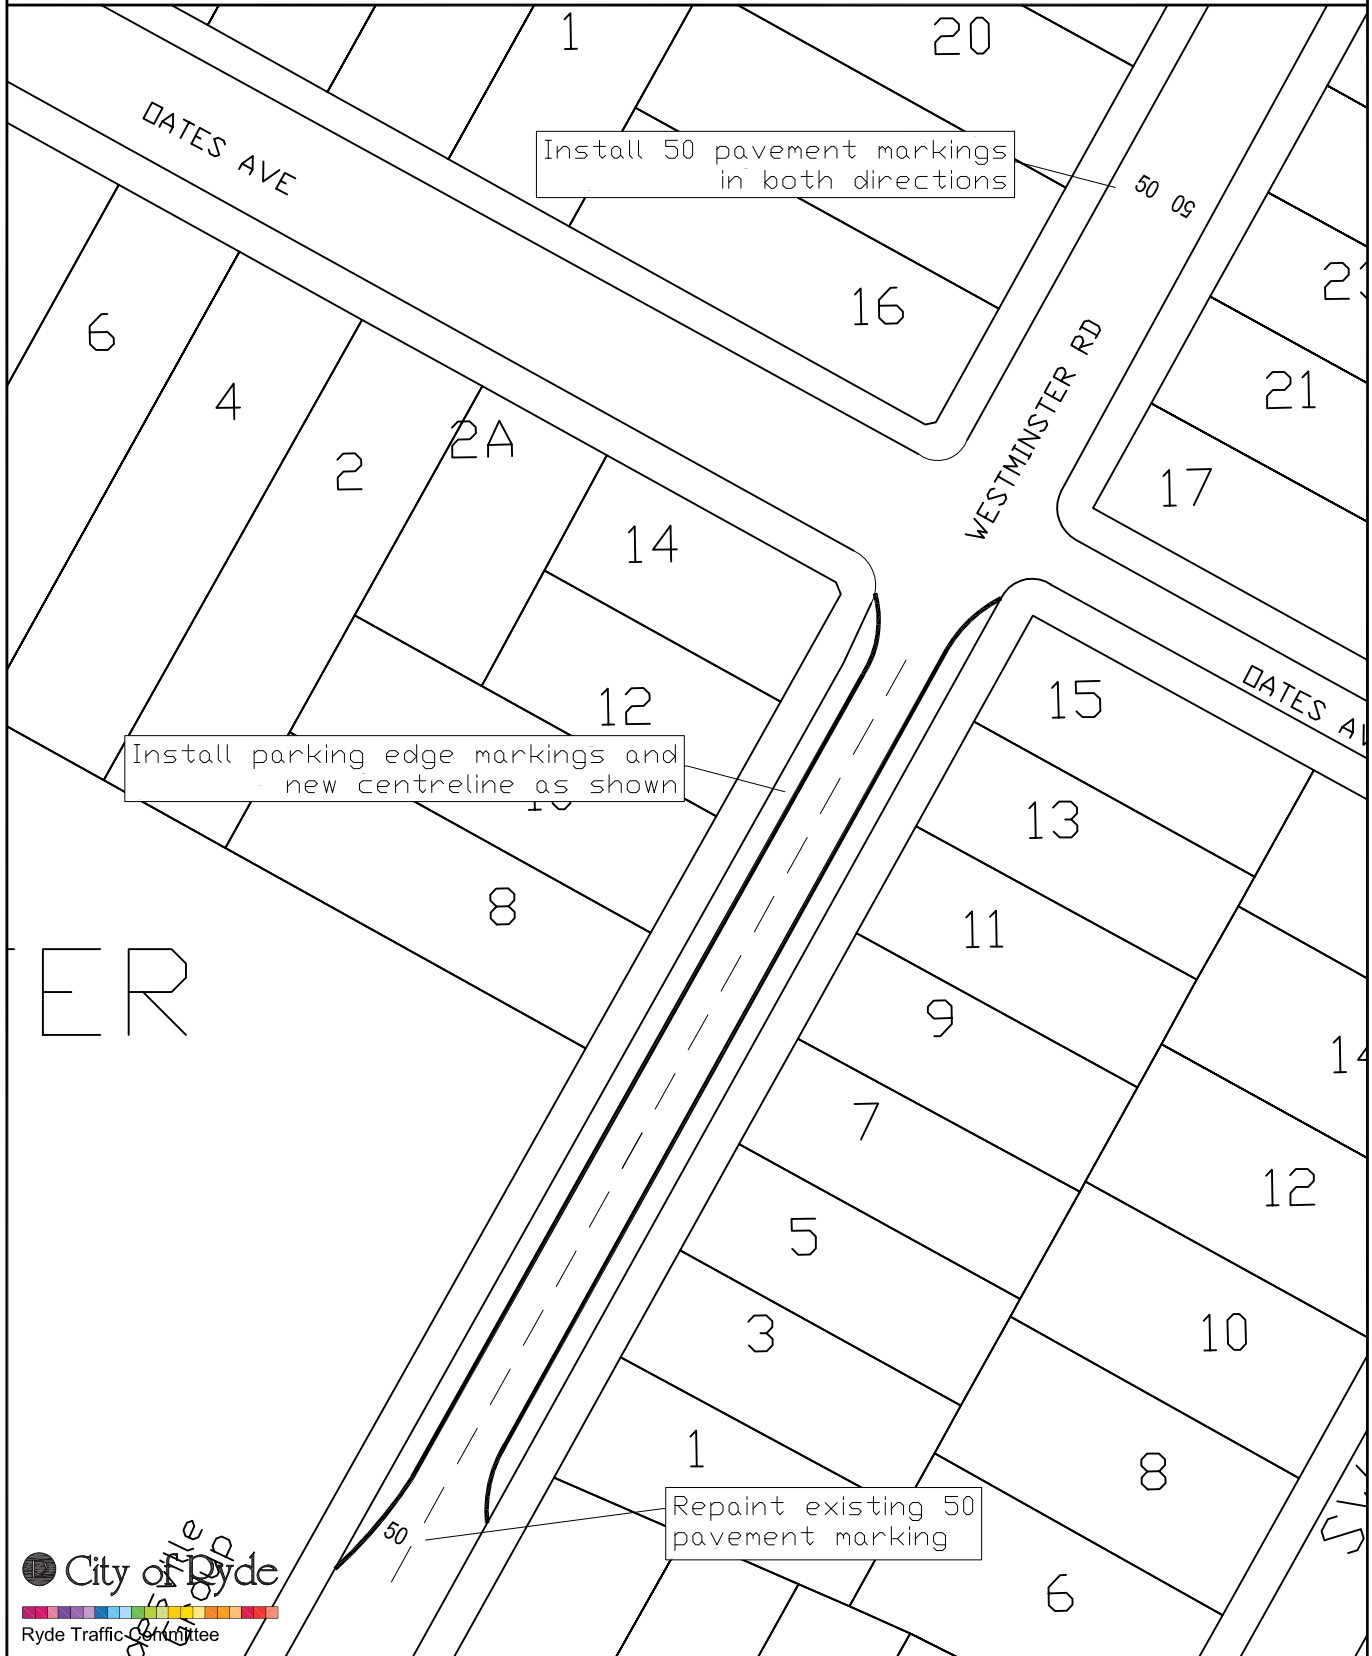 1
20
OATES AVE
Install 50 pavement markings
in both directions
50 50
6
16
4
21
WESTMINSTER RD
2A
2
17
14
12
15
OATES
Install parking edge markings and
new centreline as shown
13
8
11
ER
9
7
12
5
3
10
1
8
Repaint existing 50
pavement marking
50
6
City of Ryde
Ryde Traffic Committee